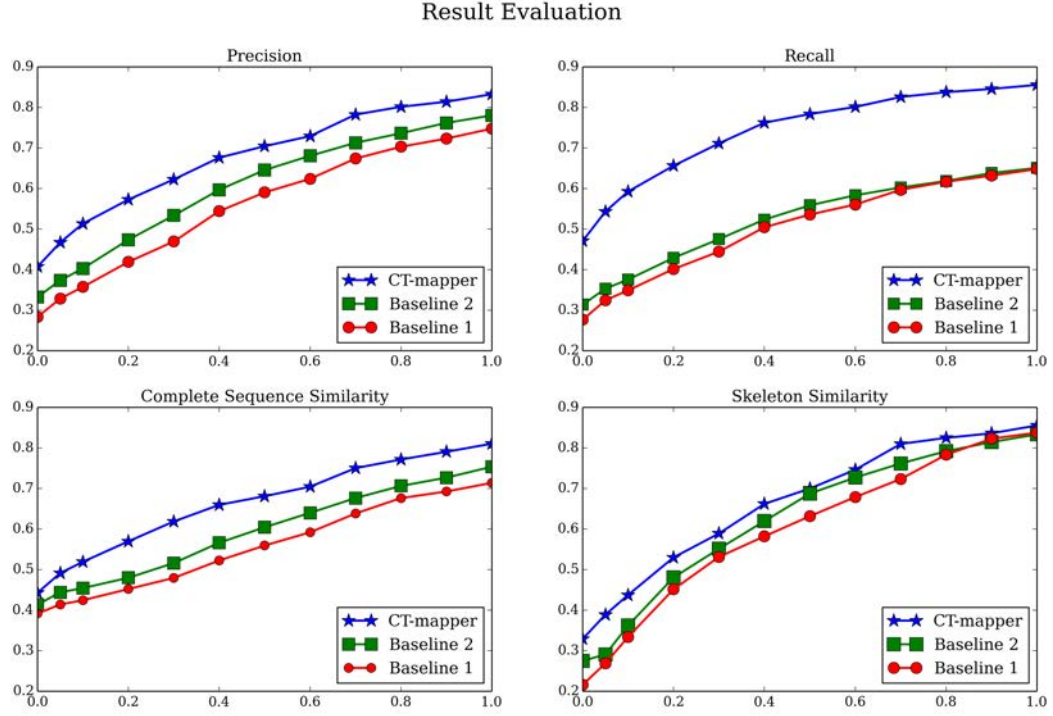 Result Evaluation
Precision
0.9
0.8
0.7
0.6
0.5
0.4
0.3
0.2
CT-mapper
Baseline 2
Baseline 1
0.0 0.2 0.4 0.6 0.8 1.0
Recall
0.9
0.8
0.7
0.6
0.5
0.4
0.3
0.2
CT-mapper
Baseline 2
Baseline 1
0.0 0.2 0.4 0.6 0.8 1.0
Complete Sequence Similarity
0.9
0.8
0.7
0.6
0.5
0.4
0.3
0.2
CT-mapper
Baseline 2
Baseline 1
0.0 0.2 0.4 0.6 0.8 1.0
Skeleton Similarity
0.9
0.8
0.7
0.6
0.5
0.4
0.3
0.2
CT-mapper
Baseline 2
Baseline 1
0.0 0.2 0.4 0.6 0.8 1.0